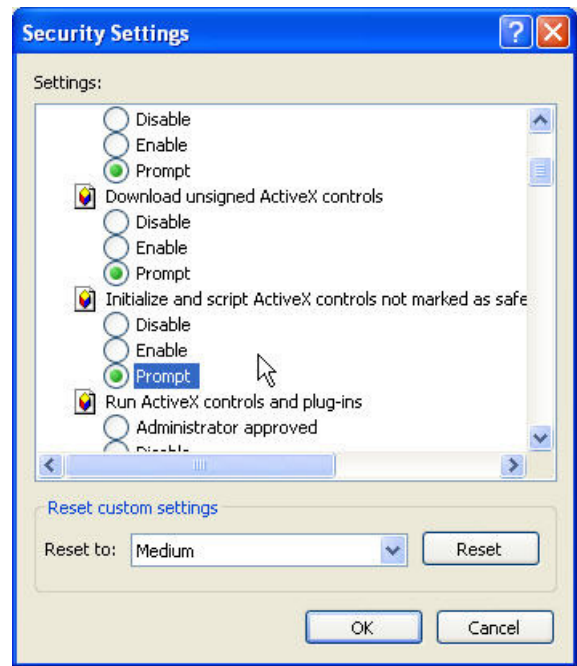 Security Settings
Settings:
Disable
Enable
Prompt
Download unsigned ActiveX controls
Disable
Enable
Prompt
Initialize and script ActiveX controls not marked as safe
Disable
Enable
Prompt
Run ActiveX controls and plug-ins
Administrator approved
Disable
Reset custom settings
Reset to: Medium Reset
OK Cancel